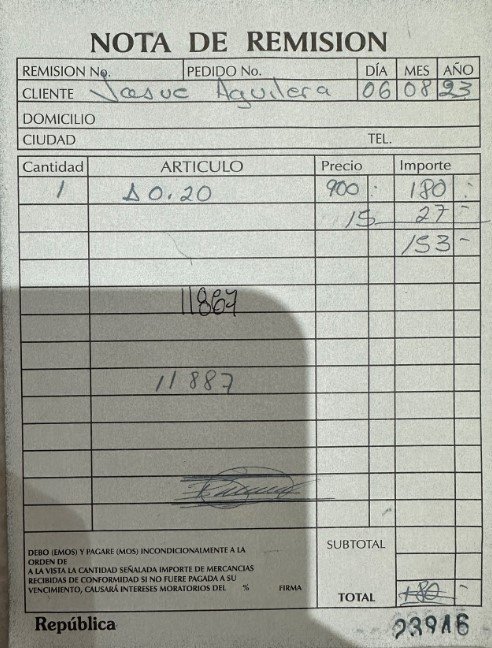 NOTA DE REMISION
REMISION No. PEDIDO No. DÍA MES AÑO
CLIENTE Josue Aguilera 06 08 23
DOMICILIO
CIUDAD TEL.
Cantidad ARTICULO Precio Importe
1 Δ 0.20 900 180
15 27 -
153 -
11867
11887
DEBO (EMOS) Y PAGARE (MOS) INCONDICIONALMENTE A LA
ORDEN DE
A LA VISTA LA CANTIDAD SEÑALADA IMPORTE DE MERCANCIAS
RECIBIDAS DE CONFORMIDAD SI NO FUERE PAGADA A SU
VENCIMIENTO, CAUSARÁ INTERESES MORATORIOS DEL % FIRMA
SUBTOTAL
TOTAL 180 -
República 23916